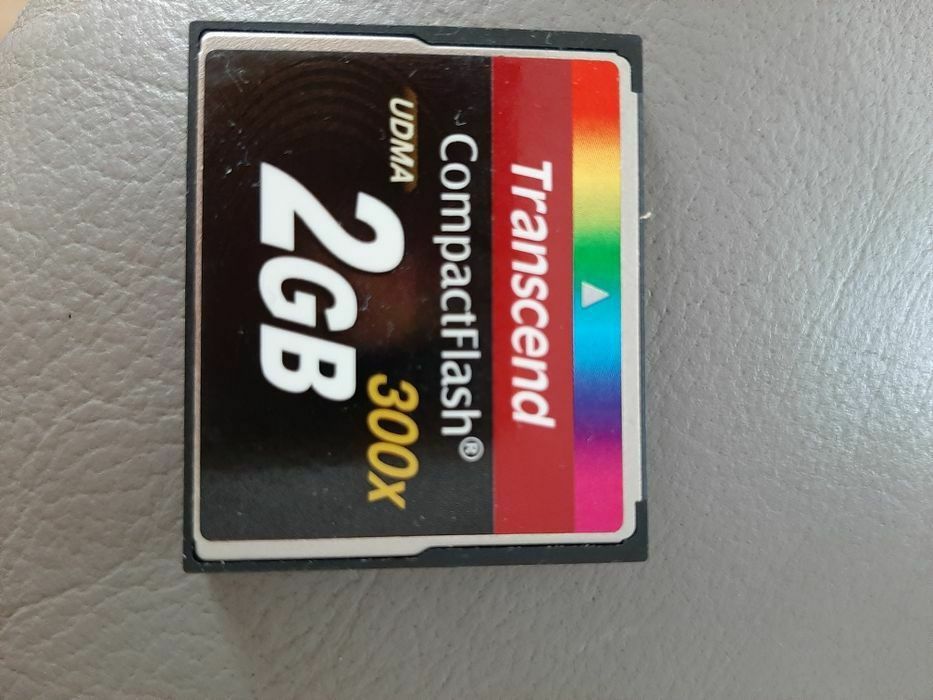 Transcend
CompactFlash®
UDMA
300x
2GB